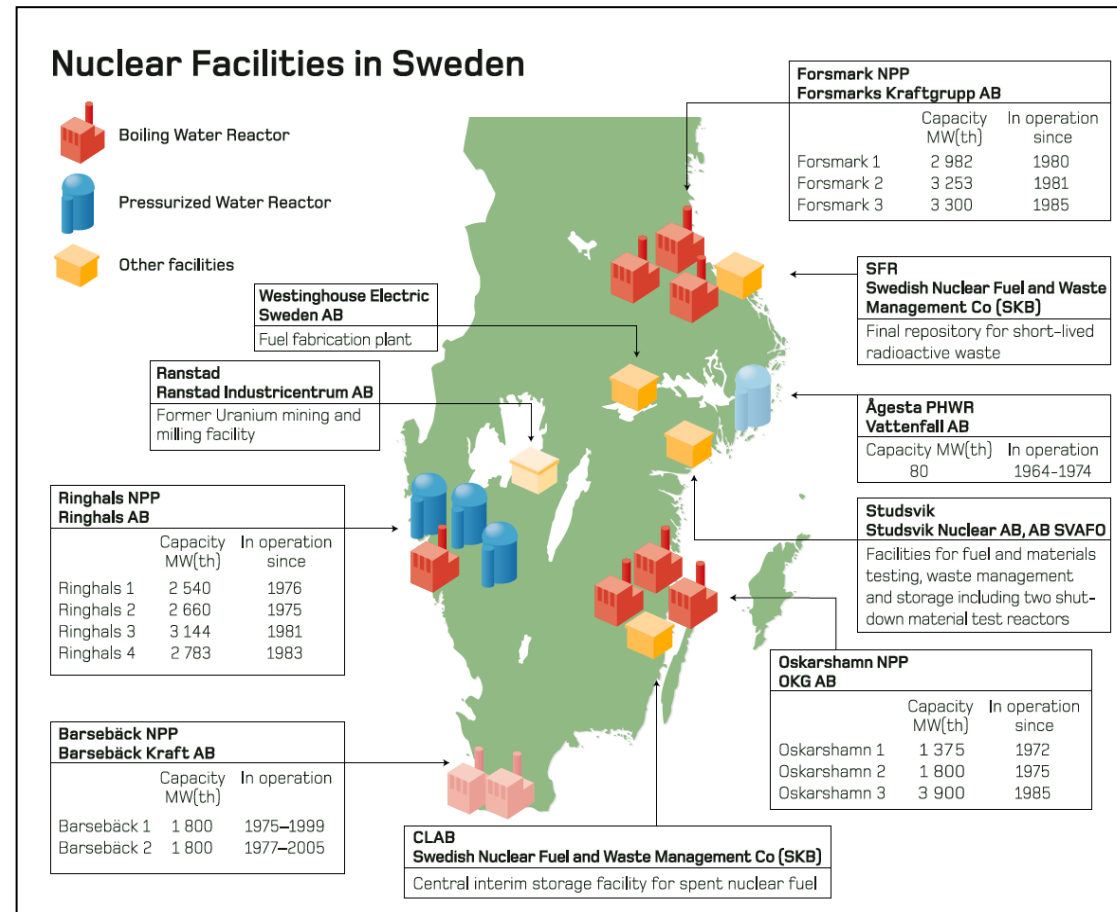 Nuclear Facilities in Sweden
Boiling Water Reactor
Pressurized Water Reactor
Other facilities
Forsmark NPP
Forsmarks Kraftgrupp AB
Capacity In operation
MW(th) since
Forsmark 1 2 982 1980
Forsmark 2 3 253 1981
Forsmark 3 3 300 1985
SFR
Swedish Nuclear Fuel and Waste
Management Co (SKB)
Final repository for short-lived
radioactive waste
Westinghouse Electric
Sweden AB
Fuel fabrication plant
Ranstad
Ranstad Industricentrum AB
Former Uranium mining and
milling facility
Ågesta PHWR
Vattenfall AB
Capacity MW(th) In operation
80 1964-1974
Ringhals NPP
Ringhals AB
Capacity In operation
MW(th) since
Ringhals 1 2 540 1976
Ringhals 2 2 660 1975
Ringhals 3 3 144 1981
Ringhals 4 2 783 1983
Studsvik
Studsvik Nuclear AB, AB SVAFO
Facilities for fuel and materials
testing, waste management
and storage including two shut-
down material test reactors
Oskarshamn NPP
OKG AB
Capacity In operation
MW(th) since
Oskarshamn 1 1 375 1972
Oskarshamn 2 1 800 1975
Oskarshamn 3 3 900 1985
Barsebäck NPP
Barsebäck Kraft AB
Capacity In operation
MW(th)
Barsebäck 1 1 800 1975–1999
Barsebäck 2 1 800 1977–2005
CLAB
Swedish Nuclear Fuel and Waste Management Co (SKB)
Central interim storage facility for spent nuclear fuel